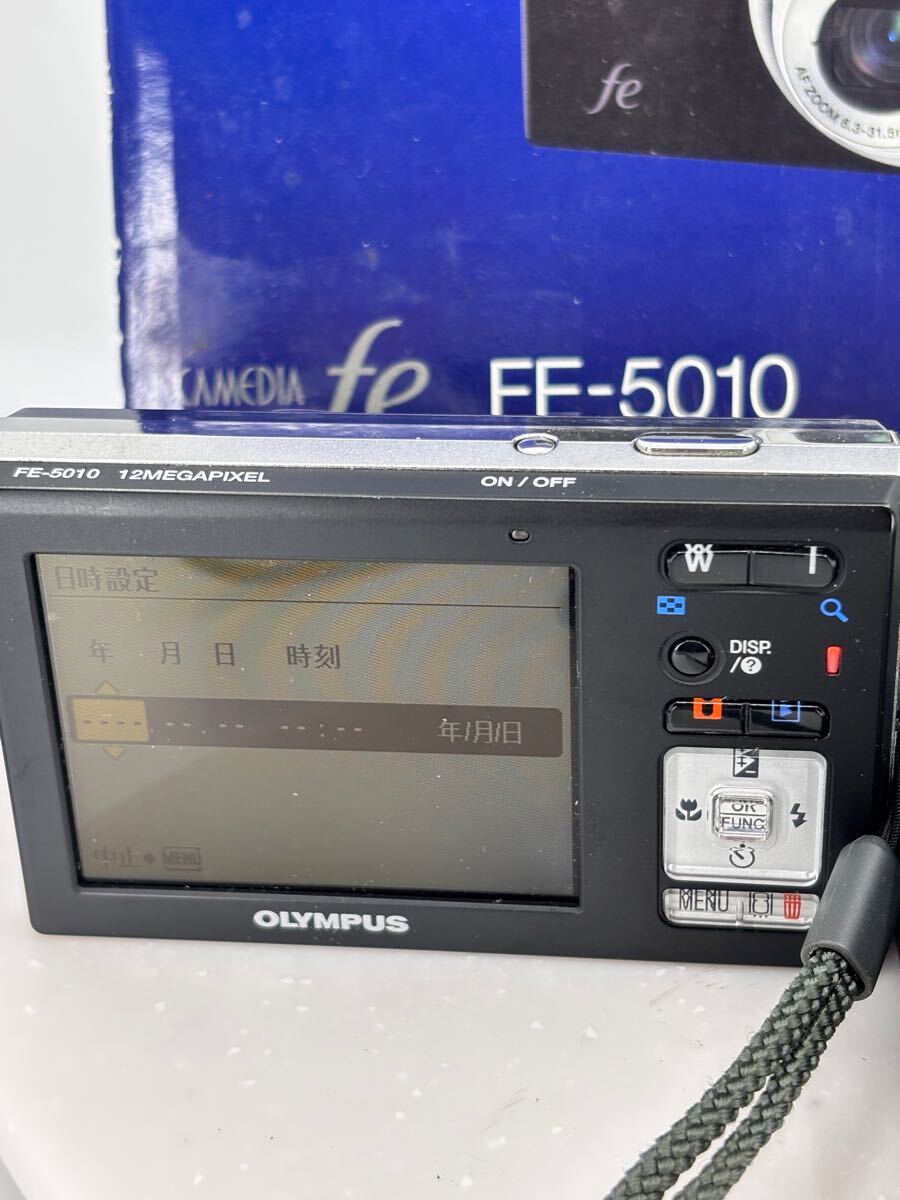 fe
AF ZOOM 6.3-31.5
CAMEDIA fe FE-5010
FE-5010 12MEGAPIXEL
ON / OFF
日時設定
W T
DISP.
/?
年 月 日 時刻
---- -- -- --:-- 年/月/日
OK
FUNC
中止 MENU
MENU
OLYMPUS